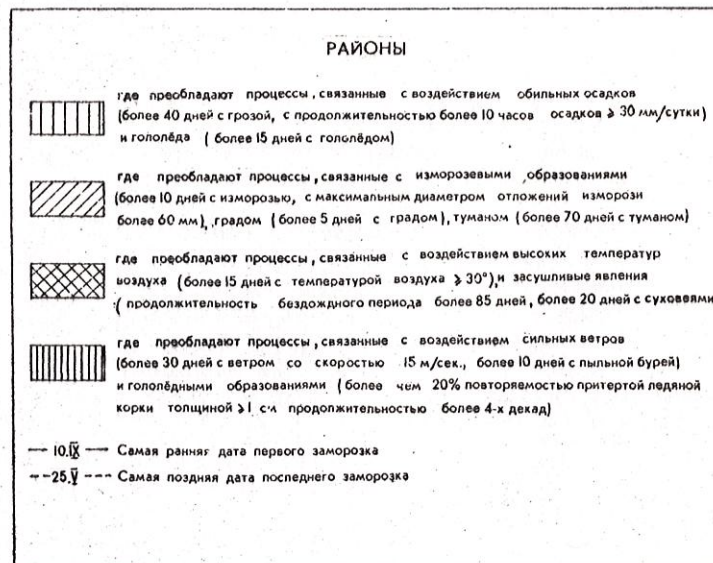 РАЙОНЫ
где преобладают процессы, связанные с воздействием обильных осадков
(более 40 дней с грозой, с продолжительностью более 10 часов осадков ⩾ 30 мм/сутки)
и гололёда ( более 15 дней с гололёдом)
где преобладают процессы, связанные с изморозевыми образованиями
(более 10 дней с изморозью, с максимальным диаметром отложений изморози
более 60 мм), градом (более 5 дней с градом), туманом (более 70 дней с туманом)
где преобладают процессы, связанные с воздействием высоких температур
воздуха (более 15 дней с температурой воздуха ⩾ 30°), и засушливые явления
( продолжительность бездождного периода более 85 дней, более 20 дней с суховеями
где преобладают процессы, связанные с воздействием сильных ветров
(более 30 дней с ветром со скоростью 15 м/сек., более 10 дней с пыльной бурей)
и гололёдными образованиями (более чем 20% повторяемостью притертой ледяной
корки толщиной ⩾1 см продолжительностью более 4-х декад)
— 10.IX — Самая ранняя дата первого заморозка
--25.V --- Самая поздняя дата последнего заморозка